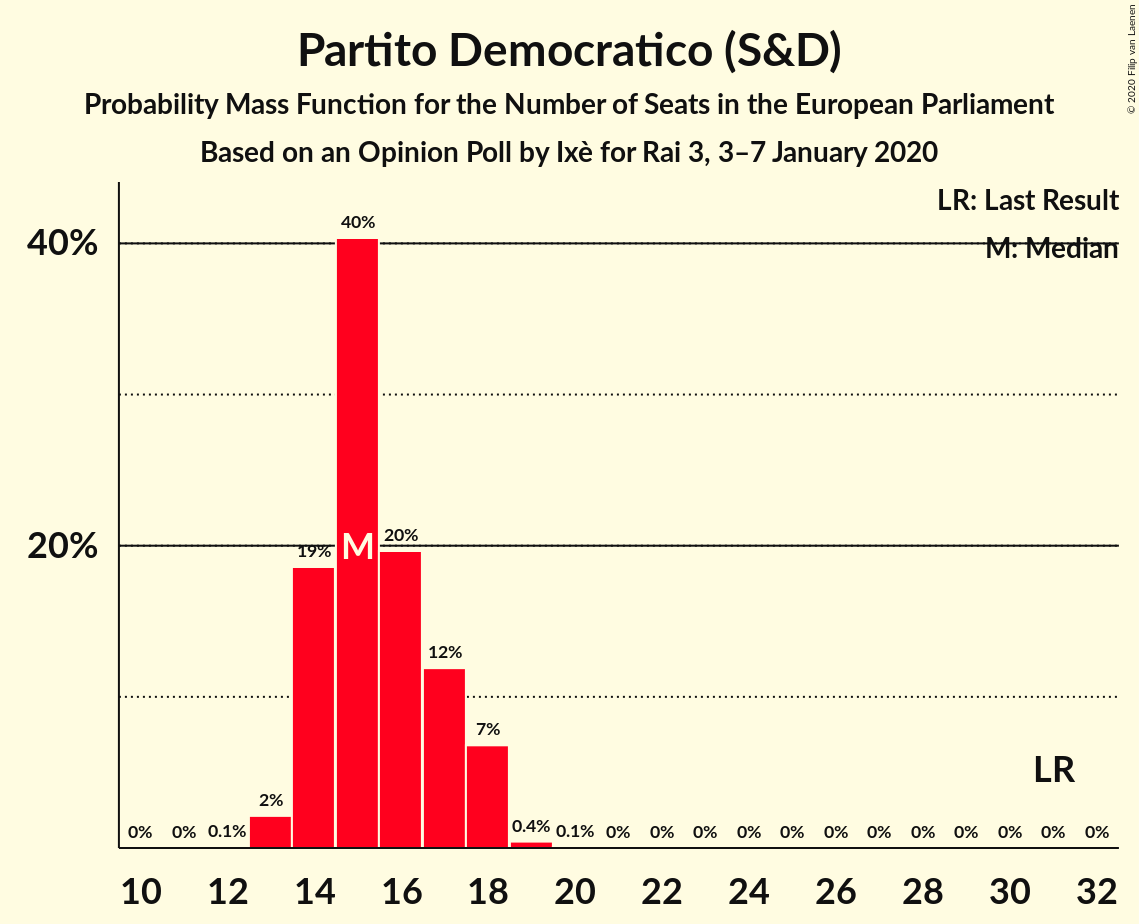 Partito Democratico (S&D)
Probability Mass Function for the Number of Seats in the European Parliament
Based on an Opinion Poll by Ixè for Rai 3, 3–7 January 2020
© 2020 Filip van Laenen
LR: Last Result
M: Median
40%
20%
0%
0%
0.1%
2%
19%
40%
M
20%
12%
7%
0.4%
0.1%
0%
0%
0%
0%
0%
0%
0%
0%
0%
0%
0%
0%
LR
10 12 14 16 18 20 22 24 26 28 30 32